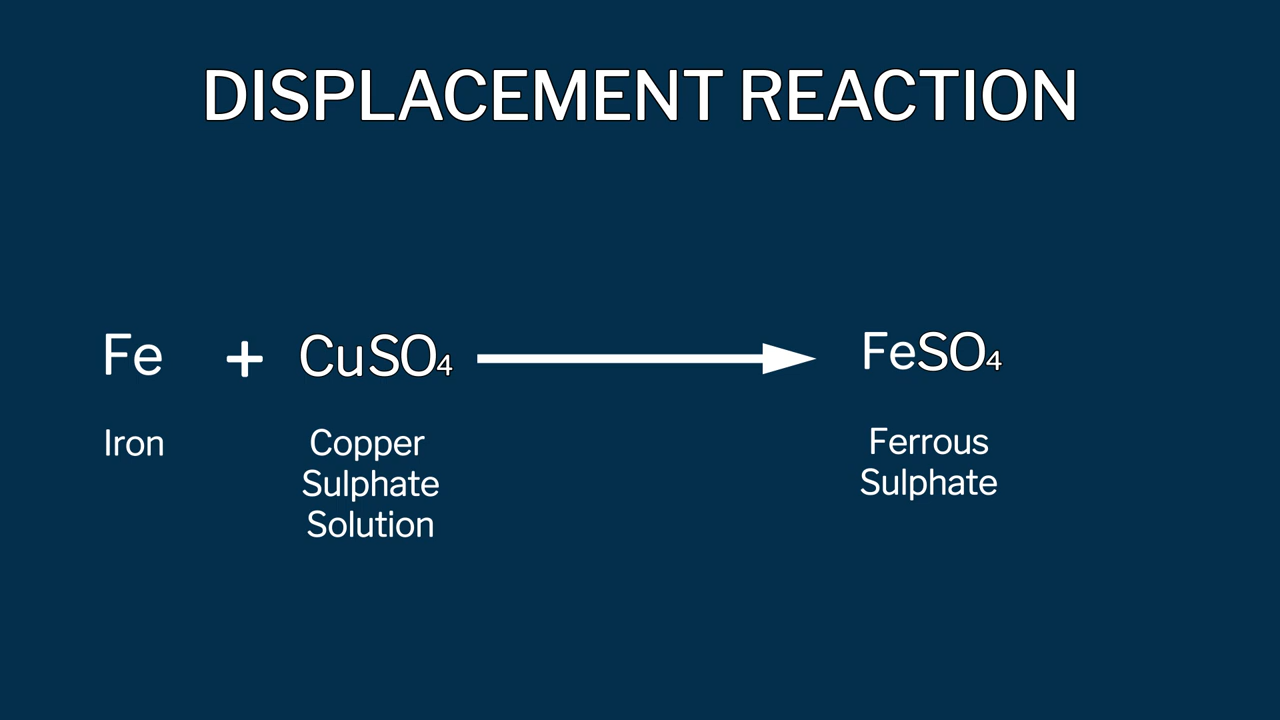 DISPLACEMENT REACTION
Fe + CuSO₄ ⟶ FeSO₄
Iron
Copper
Sulphate
Solution
Ferrous
Sulphate